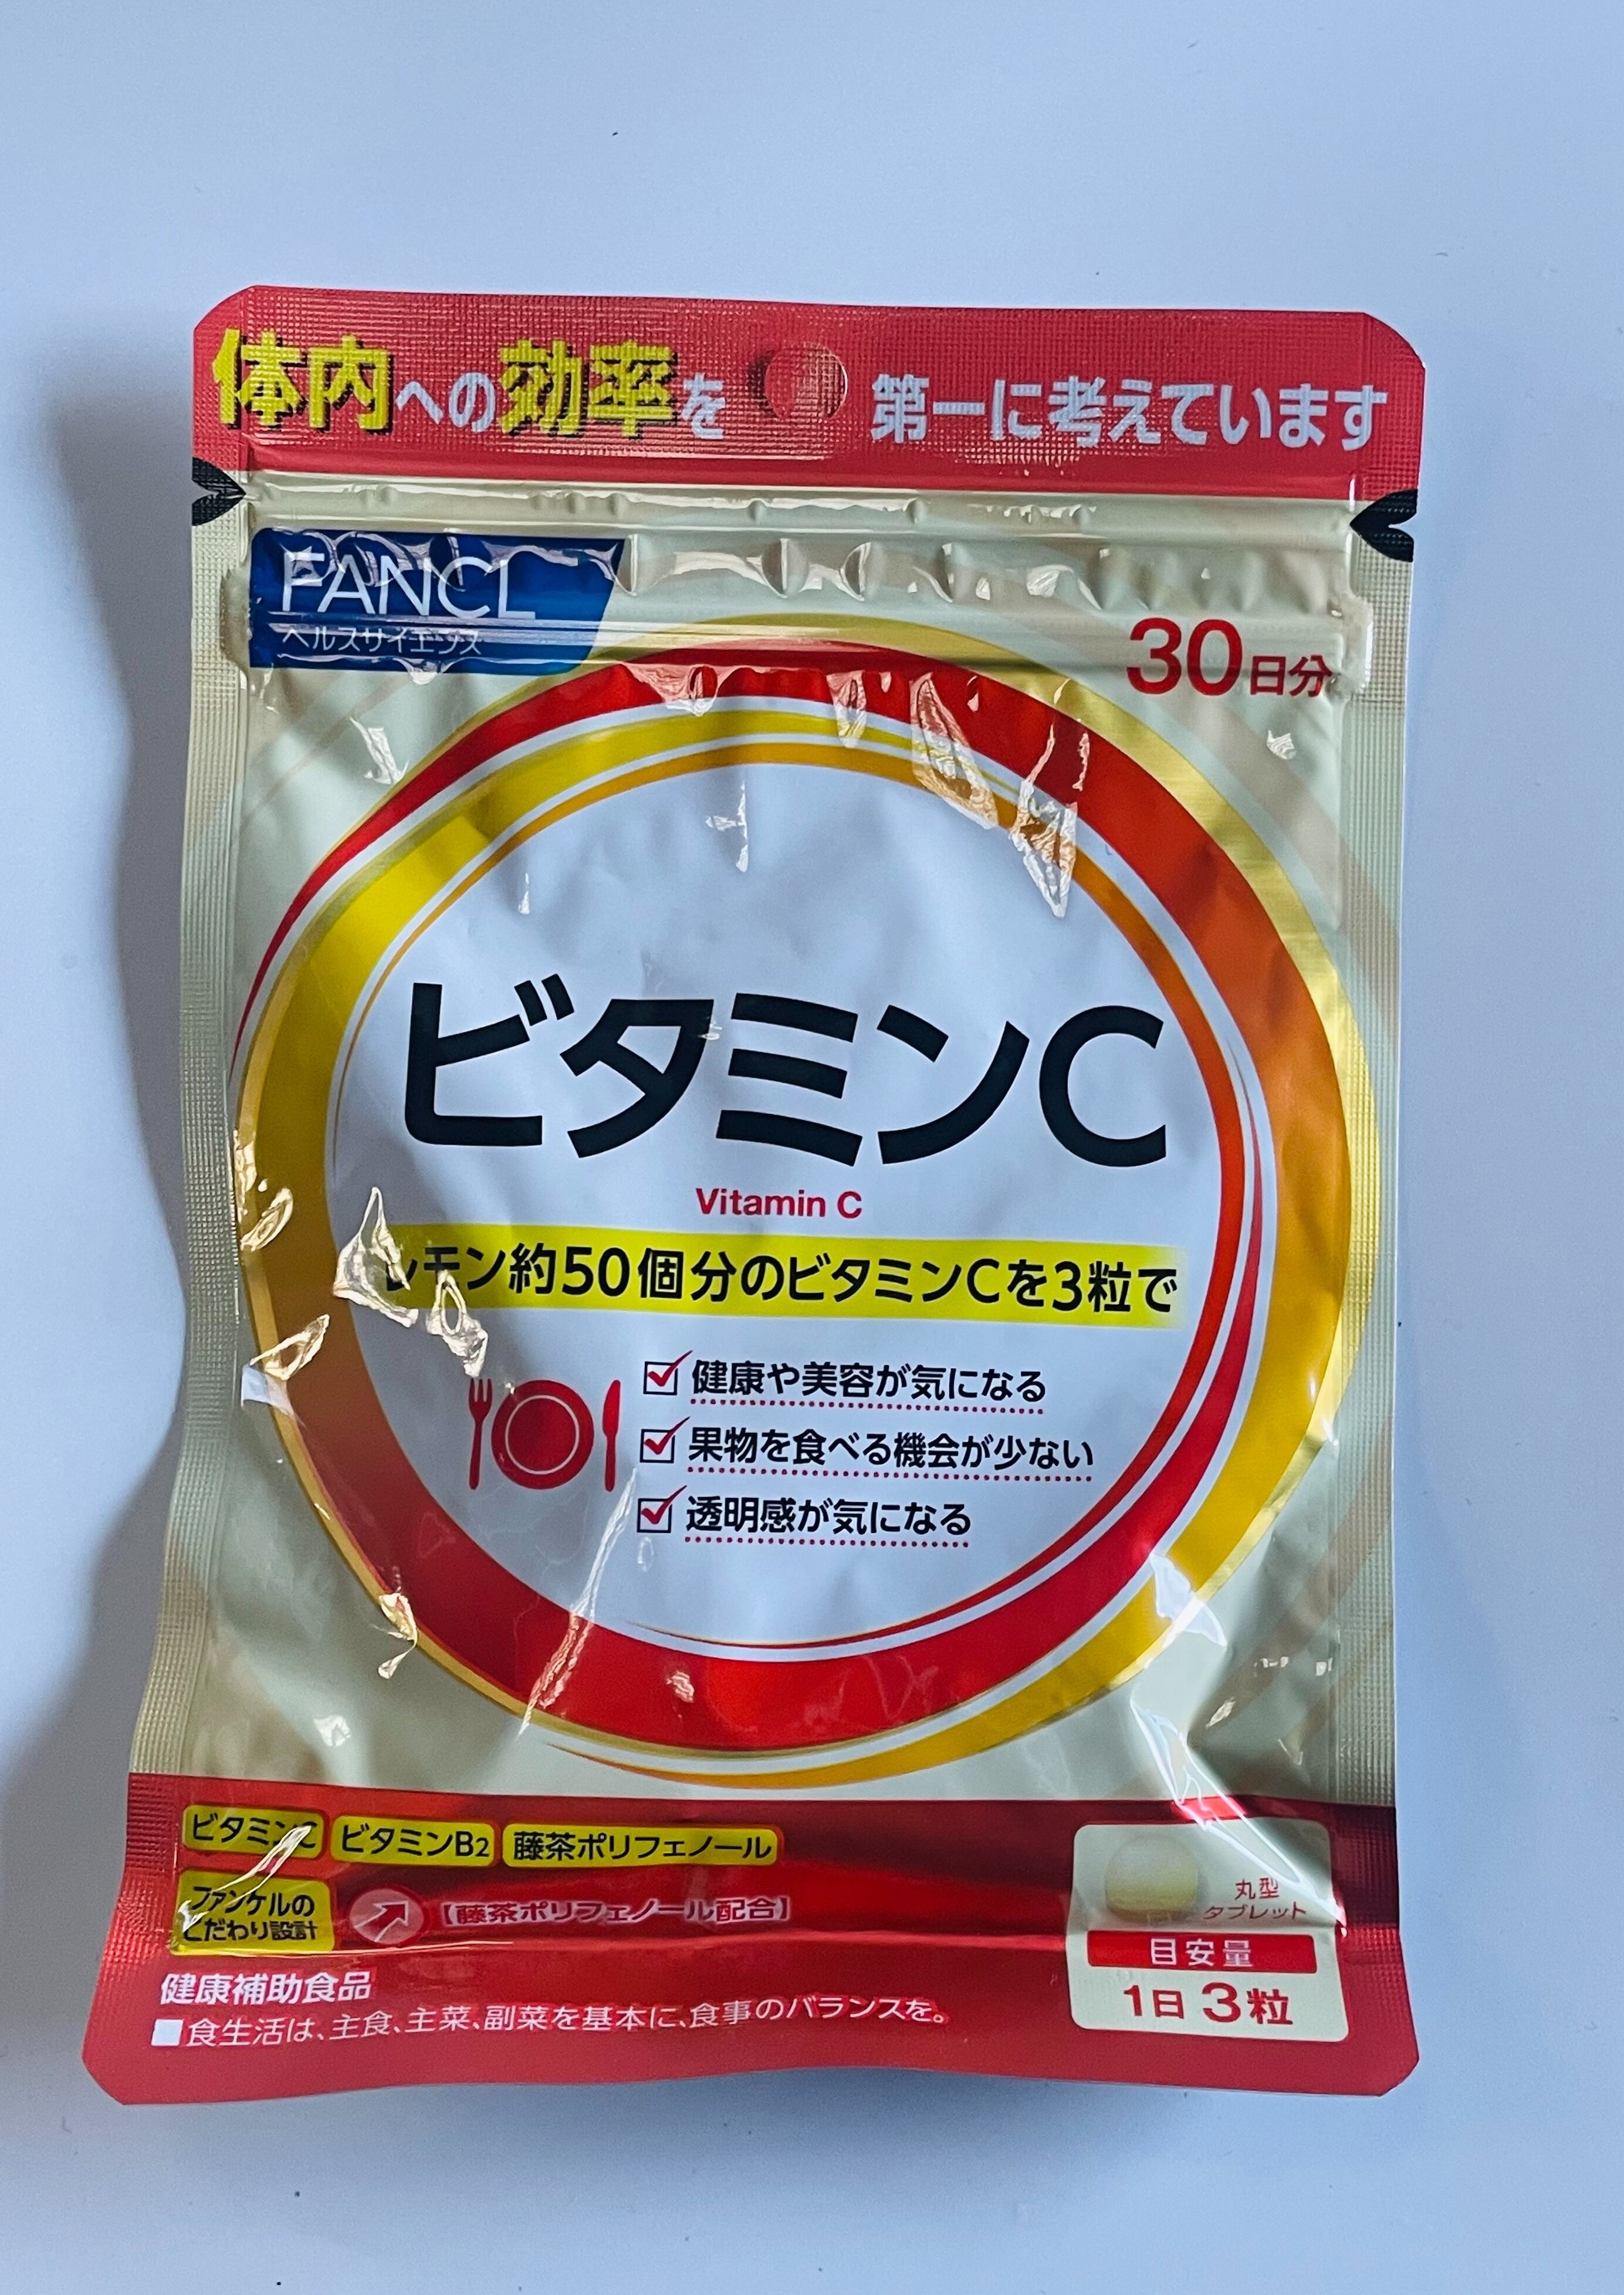 体内への効率を 第一に考えています
FANCL
ヘルスサイエンス
30日分
ビタミンC
Vitamin C
レモン約50個分のビタミンCを3粒で
健康や美容が気になる
果物を食べる機会が少ない
透明感が気になる
ビタミンC ビタミンB2 藤茶ポリフェノール
ファンケルの
こだわり設計
【藤茶ポリフェノール配合】
丸型
タブレット
目安量
1日 3粒
健康補助食品
■食生活は、主食、主菜、副菜を基本に、食事のバランスを。